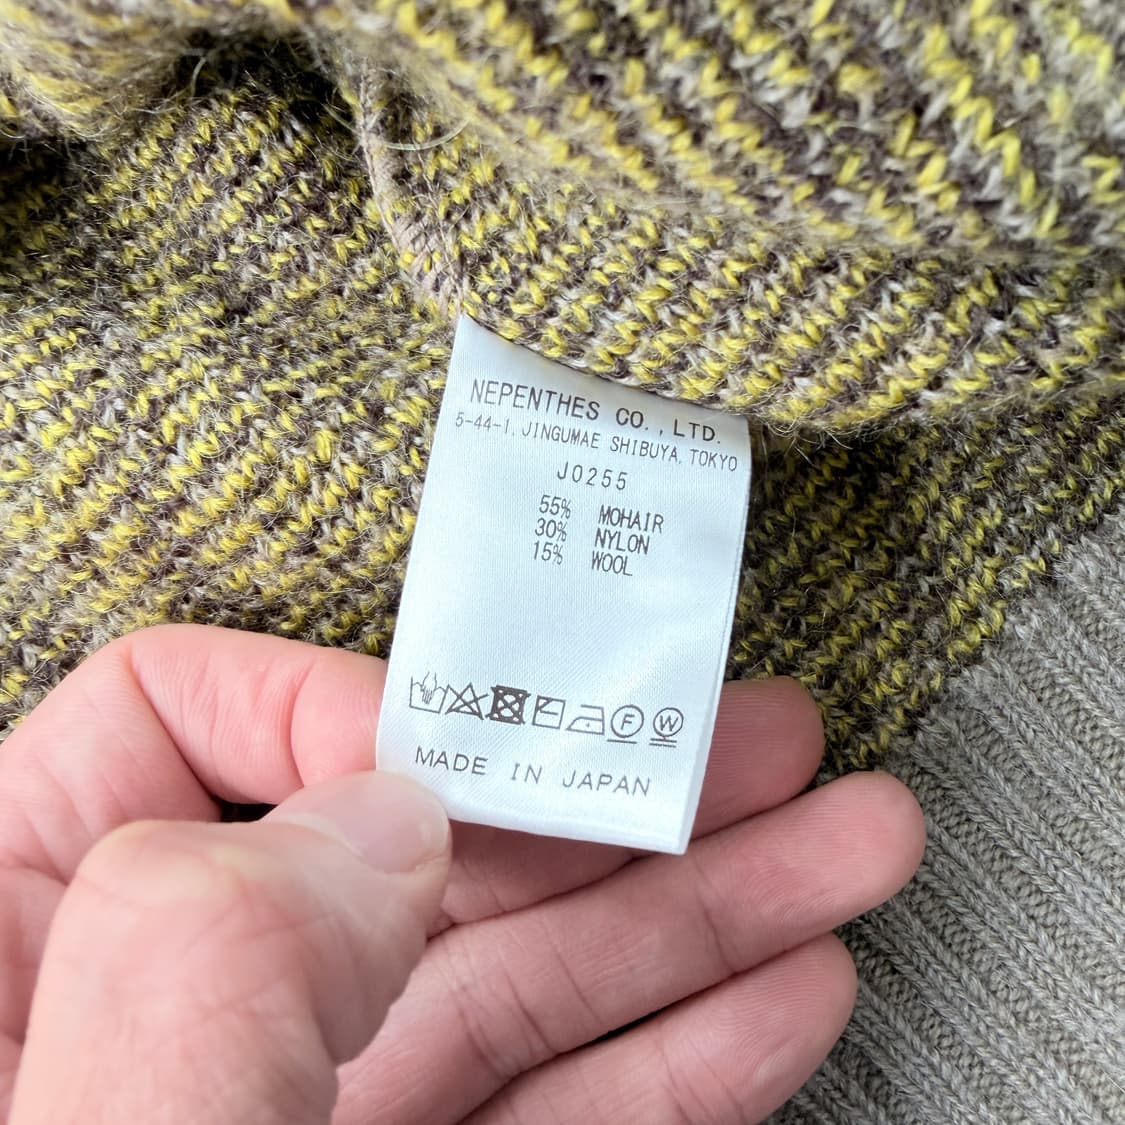 NEPENTHES CO.,LTD.
5-44-1, JINGUMAE SHIBUYA, TOKYO
J0255
55% MOHAIR
30% NYLON
15% WOOL
F W
MADE IN JAPAN